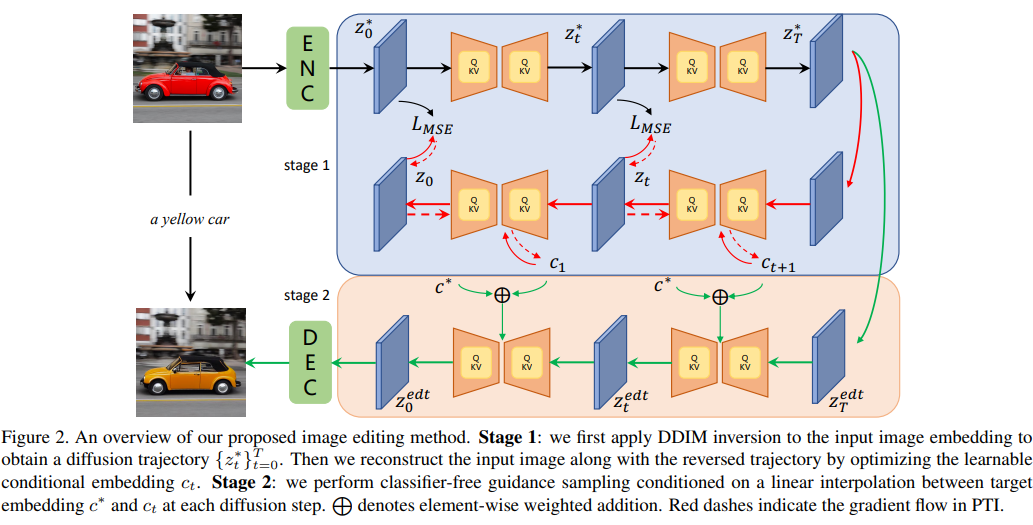 E
N
C
z_0^*
z_t^*
z_T^*
Q
KV
Q
KV
Q
KV
Q
KV
L_{MSE}
L_{MSE}
stage 1
z_0
z_t
Q
KV
Q
KV
Q
KV
Q
KV
c_1
c_{t+1}
a yellow car
stage 2
c^*
⊕
c^*
⊕
D
E
C
Q
KV
Q
KV
Q
KV
Q
KV
z_0^{edt}
z_t^{edt}
z_T^{edt}
Figure 2. An overview of our proposed image editing method. Stage 1: we first apply DDIM inversion to the input image embedding to
obtain a diffusion trajectory {z_t^*}_{t=0}^T. Then we reconstruct the input image along with the reversed trajectory by optimizing the learnable
conditional embedding c_t. Stage 2: we perform classifier-free guidance sampling conditioned on a linear interpolation between target
embedding c^* and c_t at each diffusion step. ⊕ denotes element-wise weighted addition. Red dashes indicate the gradient flow in PTI.